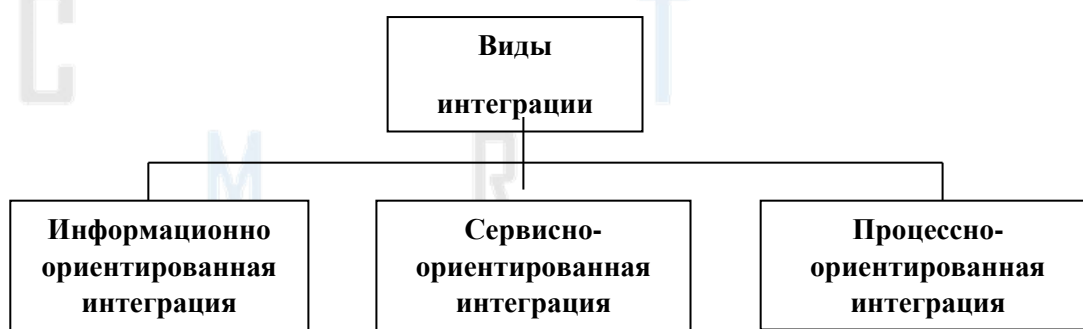 Виды
интеграции
Информационно
ориентированная
интеграция
Сервисно-
ориентированная
интеграция
Процессно-
ориентированная
интеграция
C
T
M
R